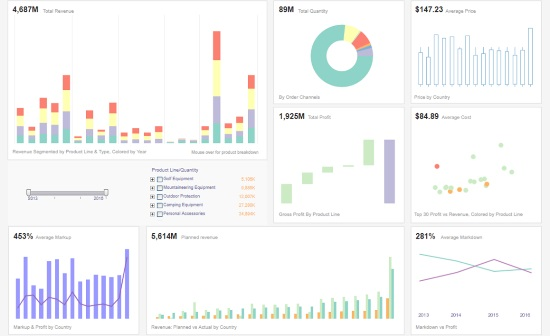 4,687M Total Revenue
Revenue Segmented by Product Line & Type, Colored by Year
Mouse over for product breakdown
89M Total Quantity
By Order Channels
$147.23 Average Price
Price by Country
1,925M Total Profit
Gross Profit By Product Line
$84.89 Average Cost
Top 30 Profit vs Revenue, Colored by Product Line
Product Line/Quantity
Golf Equipment
Mountaineering Equipment
Outdoor Protection
Camping Equipment
Personal Accessories
2013
2016
453% Average Markup
Markup & Profit by Country
5,614M Planned revenue
Revenue: Planned vs Actual by Country
281% Average Markdown
2013 2014 2015 2016
Markdown vs Profit